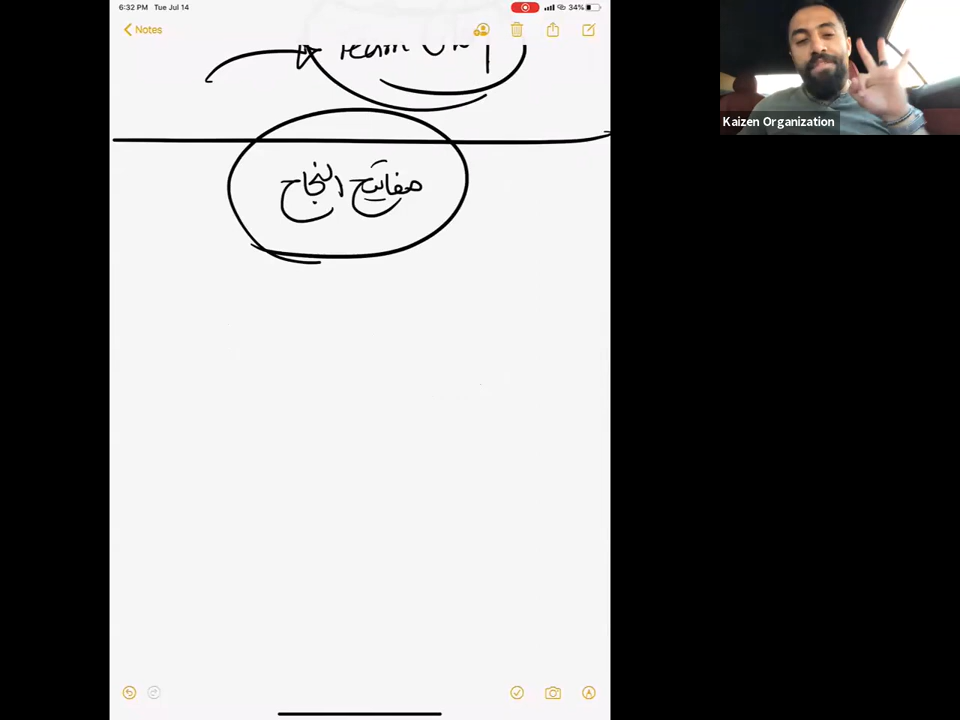 6:32 PM Tue Jul 14
34%
Notes
مفاتيح النجاح
Kaizen Organization